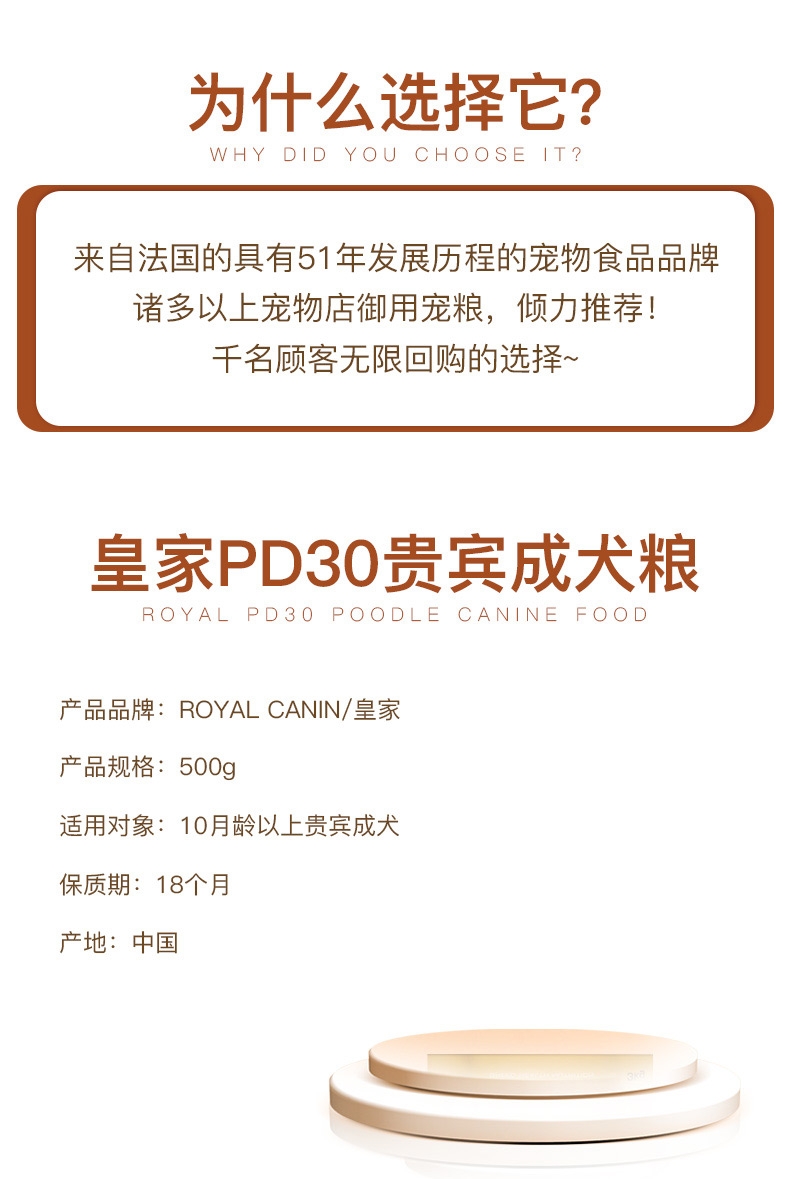 为什么选择它?
WHY DID YOU CHOOSE IT?
来自法国的具有51年发展历程的宠物食品品牌
诸多以上宠物店御用宠粮，倾力推荐！
千名顾客无限回购的选择~
皇家PD30贵宾成犬粮
ROYAL PD30 POODLE CANINE FOOD
产品品牌：ROYAL CANIN/皇家
产品规格：500g
适用对象：10月龄以上贵宾成犬
保质期：18个月
产地：中国